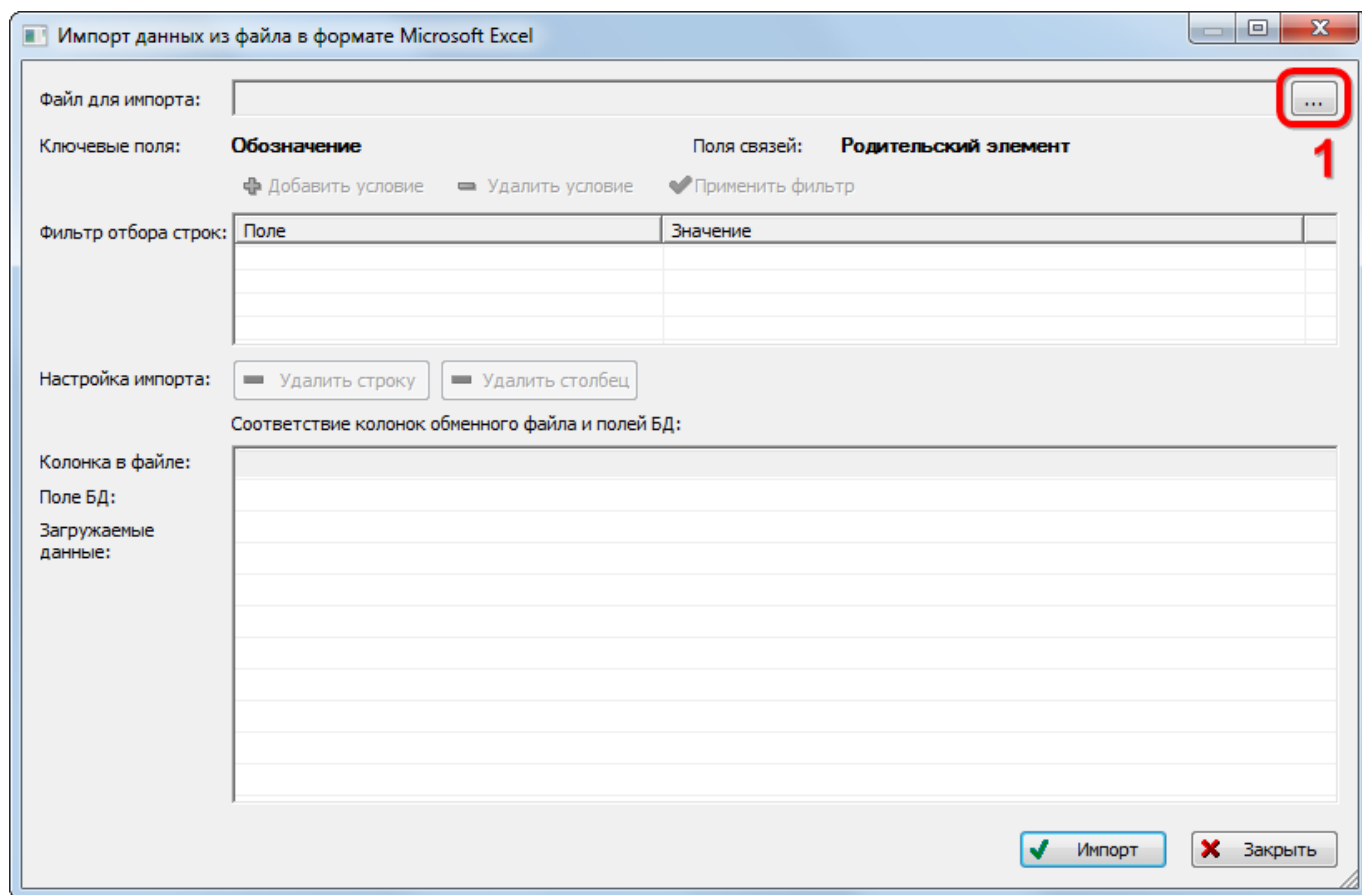 Импорт данных из файла в формате Microsoft Excel
Файл для импорта: ...
Ключевые поля: Обозначение Поля связей: Родительский элемент 1
Добавить условие Удалить условие Применить фильтр
Фильтр отбора строк: Поле Значение
Настройка импорта: Удалить строку Удалить столбец
Соответствие колонок обменного файла и полей БД:
Колонка в файле:
Поле БД:
Загружаемые
данные:
Импорт Закрыть